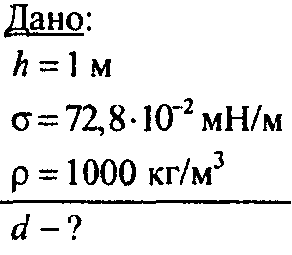 Дано:
h = 1 м
σ = 72,8·10⁻² мН/м
ρ = 1000 кг/м³
d – ?